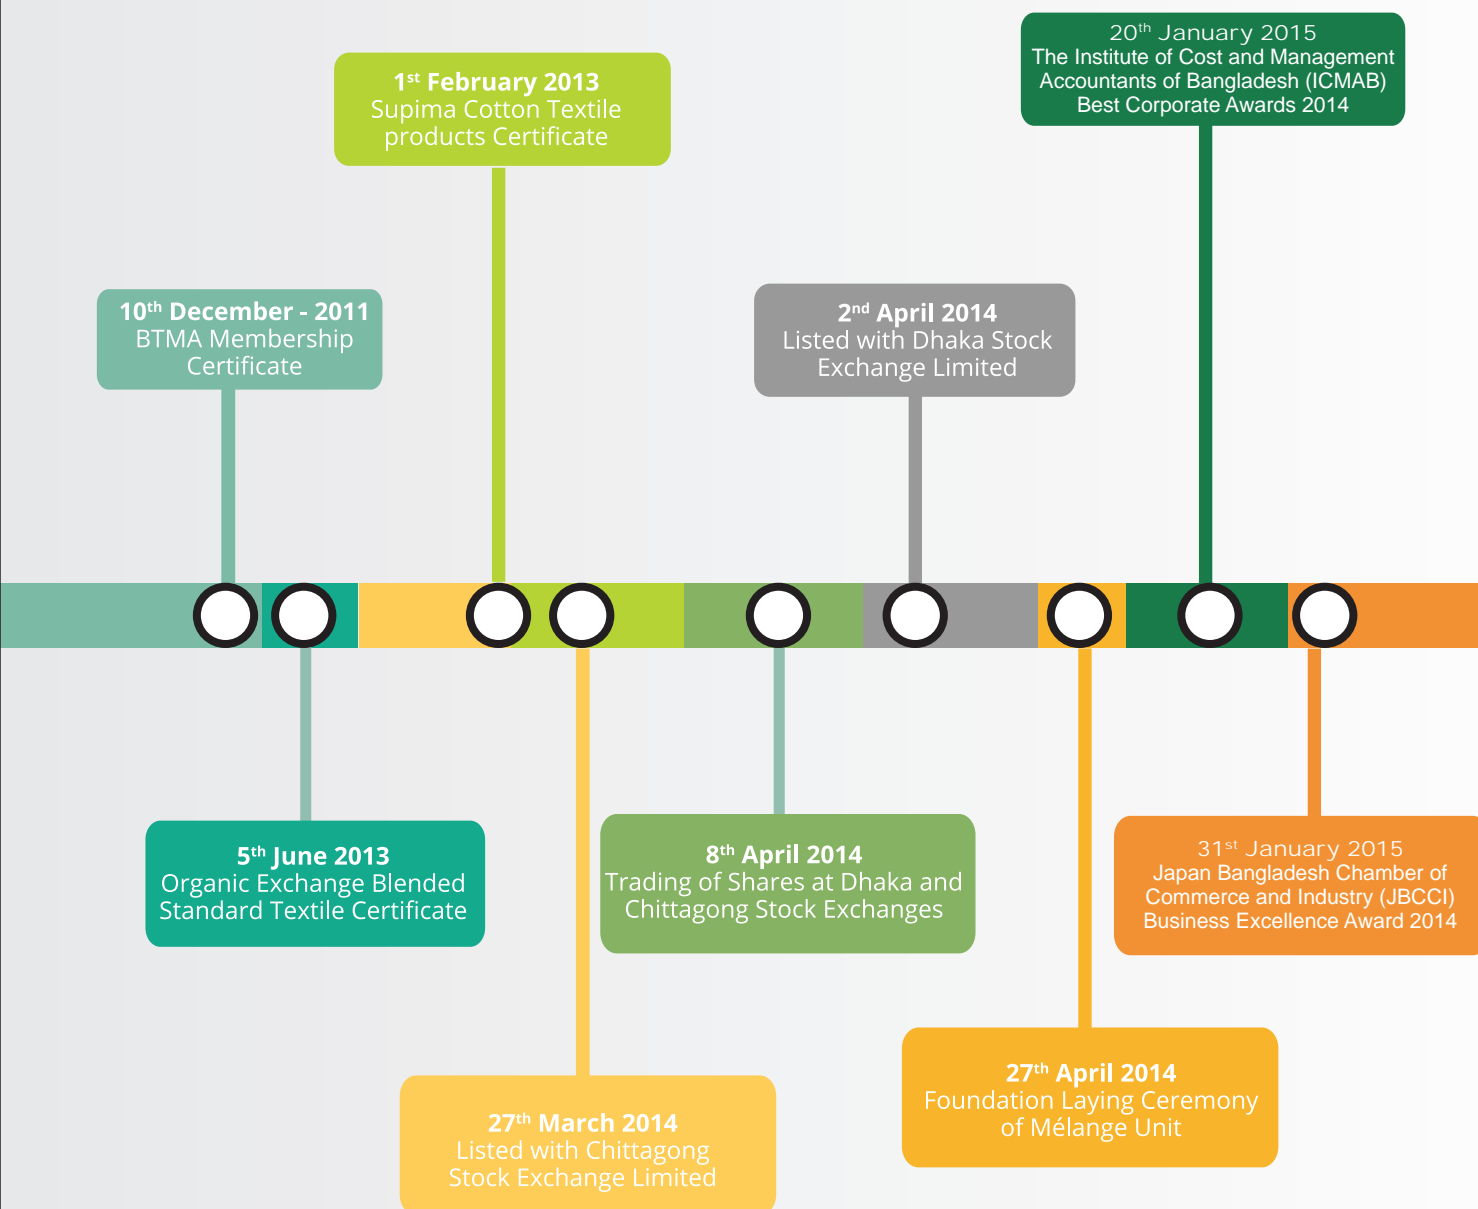 20th January 2015
The Institute of Cost and Management
Accountants of Bangladesh (ICMAB)
Best Corporate Awards 2014
1st February 2013
Supima Cotton Textile
products Certificate
10th December - 2011
BTMA Membership
Certificate
2nd April 2014
Listed with Dhaka Stock
Exchange Limited
5th June 2013
Organic Exchange Blended
Standard Textile Certificate
8th April 2014
Trading of Shares at Dhaka and
Chittagong Stock Exchanges
31st January 2015
Japan Bangladesh Chamber of
Commerce and Industry (JBCCI)
Business Excellence Award 2014
27th March 2014
Listed with Chittagong
Stock Exchange Limited
27th April 2014
Foundation Laying Ceremony
of Mélange Unit